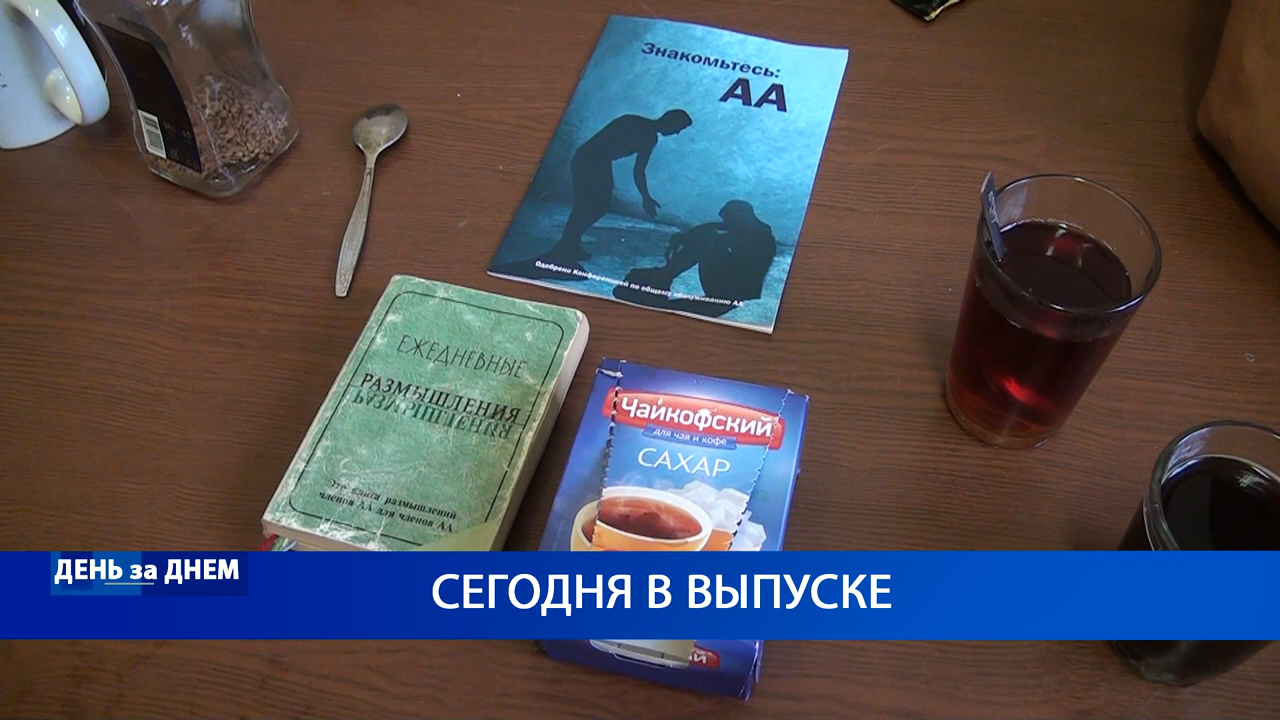 Знакомьтесь:
АА
Одобрено Конференцией по общему обслуживанию АА
ЕЖЕДНЕВНЫЕ
РАЗМЫШЛЕНИЯ
Это книга размышлений
членов АА для членов АА
Чайкофский
для чая и кофе
САХАР
ДЕНЬ за ДНЕМ
СЕГОДНЯ В ВЫПУСКЕ